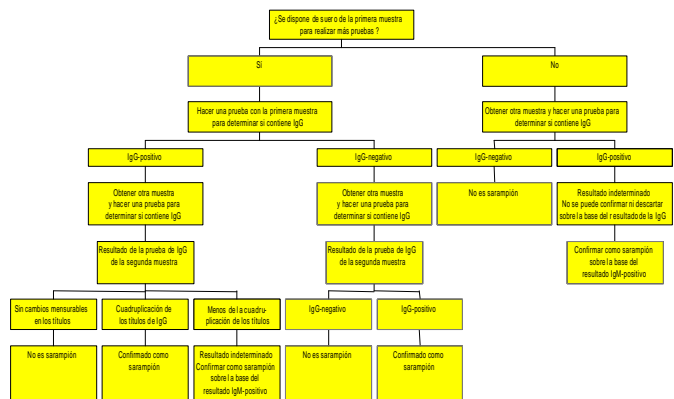 ¿Se dispone de suero de la primera muestra
para realizar más pruebas ?
Sí
No
Hacer una prueba con la primera muestra
para determinar si contiene IgG
Obtener otra muestra y hacer una prueba para
determinar si contiene IgG
IgG-positivo
IgG-negativo
IgG-negativo
IgG-positivo
Obtener otra muestra
y hacer una prueba para
determinar si contiene IgG
Obtener otra muestra
y hacer una prueba para
determinar si contiene IgG
No es sarampión
Resultado indeterminado
No se puede confirmar ni descartar
sobre la base del resultado de la IgG
Resultado de la prueba de IgG
de la segunda muestra
Resultado de la prueba de IgG
de la segunda muestra
Confirmar como sarampión
sobre la base del
resultado IgM-positivo
Sin cambios mensurables
en los títulos
Cuadruplicación de
los títulos de IgG
Menos de la cuadru-
plicación de los títulos
IgG-negativo
IgG-positivo
No es sarampión
Confirmado como
sarampión
Resultado indeterminado
Confirmar como sarampión
sobre la base del
resultado IgM-positivo
No es sarampión
Confirmado como
sarampión